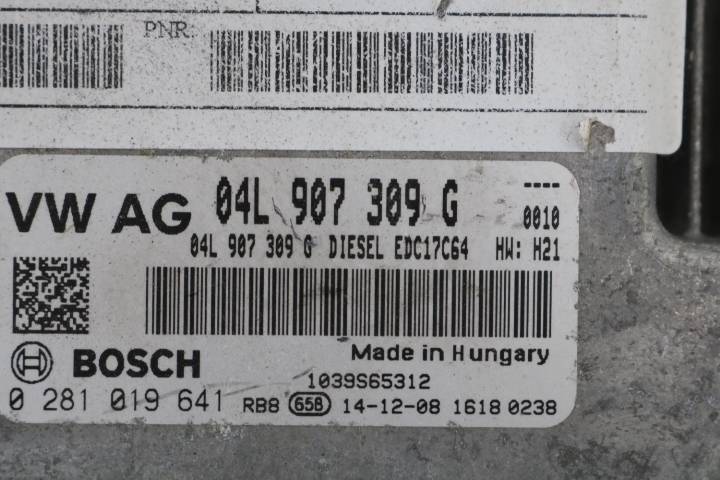 PNR
VW AG 04L 907 309 G ----
0010
04L 907 309 G DIESEL EDC17C64 HW: H21
BOSCH Made in Hungary
1039S65312
0 281 019 641 RB8 658 14-12-08 1618 0238